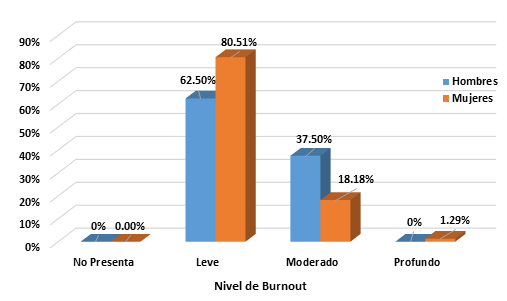 90%
80%
70%
60%
50%
40%
30%
20%
10%
0%
0%
0.00%
62.50%
80.51%
37.50%
18.18%
0%
1.29%
Hombres
Mujeres
No Presenta
Leve
Moderado
Profundo
Nivel de Burnout